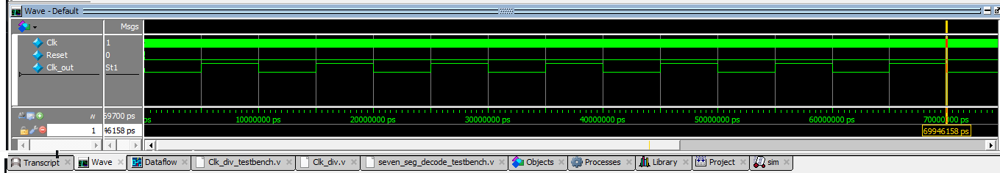 Wave - Default
Msgs
Clk 1
Reset 0
Clk_out St1
69700 ps ps 10000000 ps 20000000 ps 30000000 ps 40000000 ps 50000000 ps 60000000 ps 70000000 ps
1 46158 ps 69946158 ps
Transcript Wave Dataflow Clk_div_testbench.v Clk_div.v seven_seg_decode_testbench.v Objects Processes Library Project sim